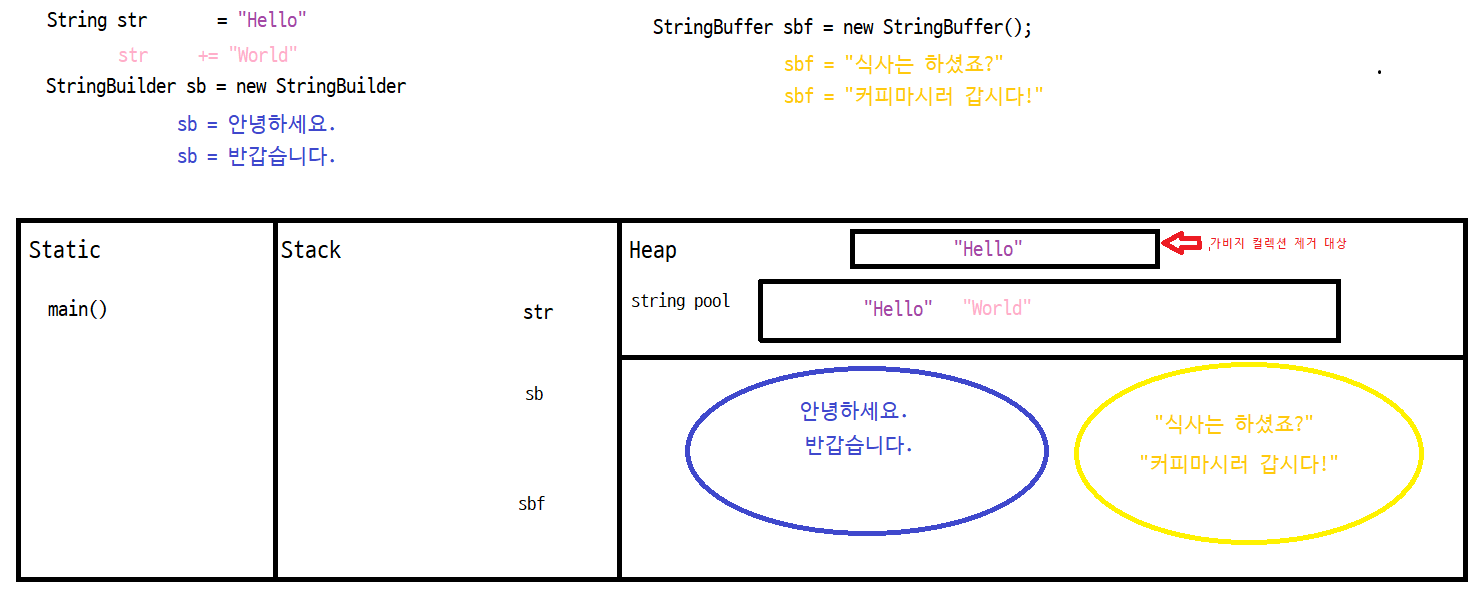 String str = "Hello"
str += "World"
StringBuilder sb = new StringBuilder
sb = 안녕하세요.
sb = 반갑습니다.
StringBuffer sbf = new StringBuffer();
sbf = "식사는 하셨죠?"
sbf = "커피마시러 갑시다!"
.
Static
main()
Stack
str
sb
sbf
Heap
"Hello"
,가비지 컬렉션 제거 대상
string pool
"Hello" "World"
안녕하세요.
반갑습니다.
"식사는 하셨죠?"
"커피마시러 갑시다!"